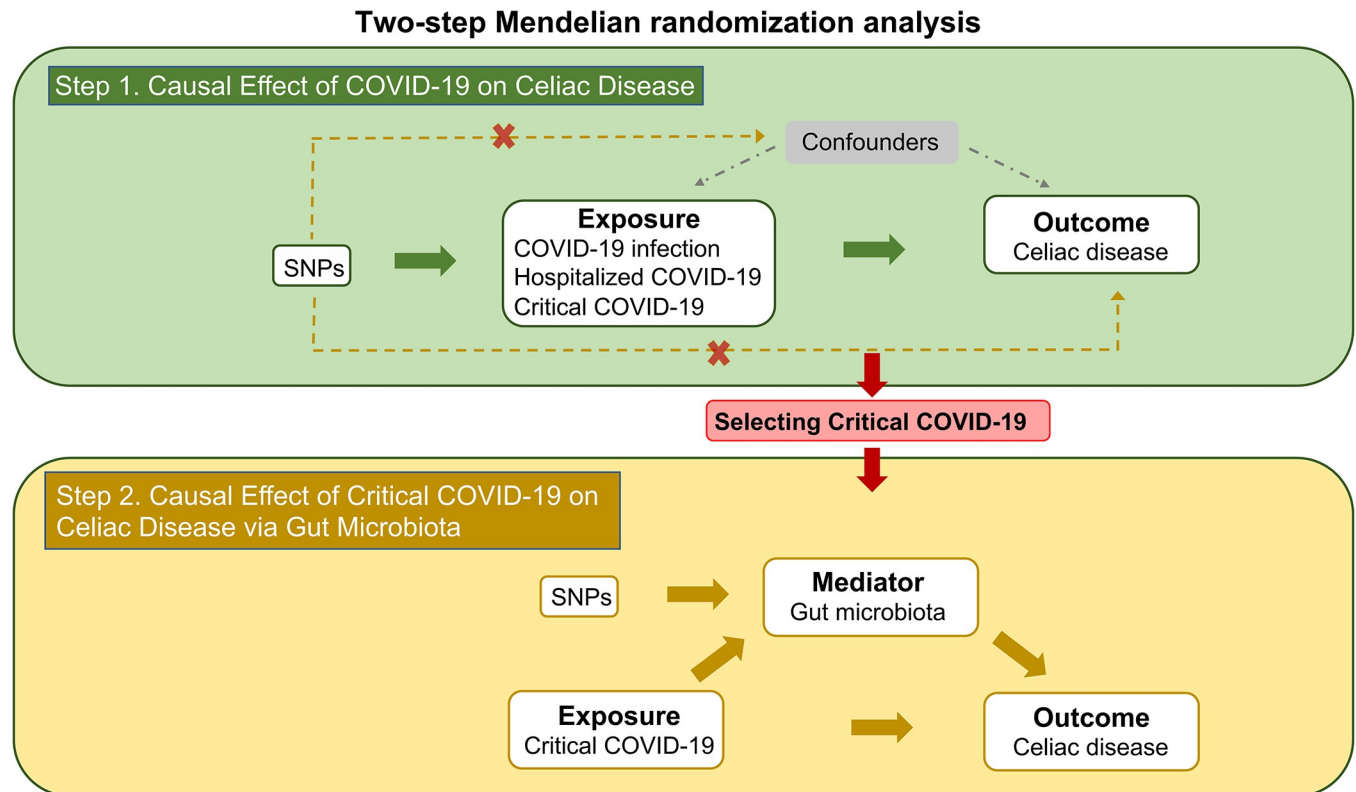 Two-step Mendelian randomization analysis
Step 1. Causal Effect of COVID-19 on Celiac Disease
Confounders
SNPs
Exposure
COVID-19 infection
Hospitalized COVID-19
Critical COVID-19
Outcome
Celiac disease
Selecting Critical COVID-19
Step 2. Causal Effect of Critical COVID-19 on
Celiac Disease via Gut Microbiota
SNPs
Mediator
Gut microbiota
Exposure
Critical COVID-19
Outcome
Celiac disease